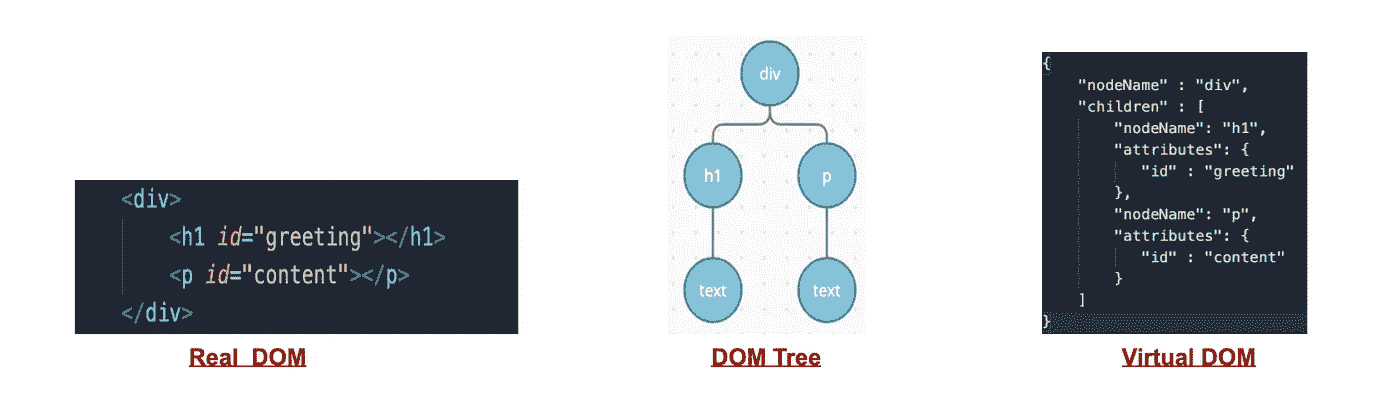 <div>
<h1 id="greeting"></h1>
<p id="content"></p>
</div>
Real  DOM
div
h1 p
text text
DOM Tree
{
"nodeName" : "div",
"children" : [
"nodeName": "h1",
"attributes": {
"id" : "greeting"
},
"nodeName": "p",
"attributes": {
"id" : "content"
}
]
}
Virtual DOM